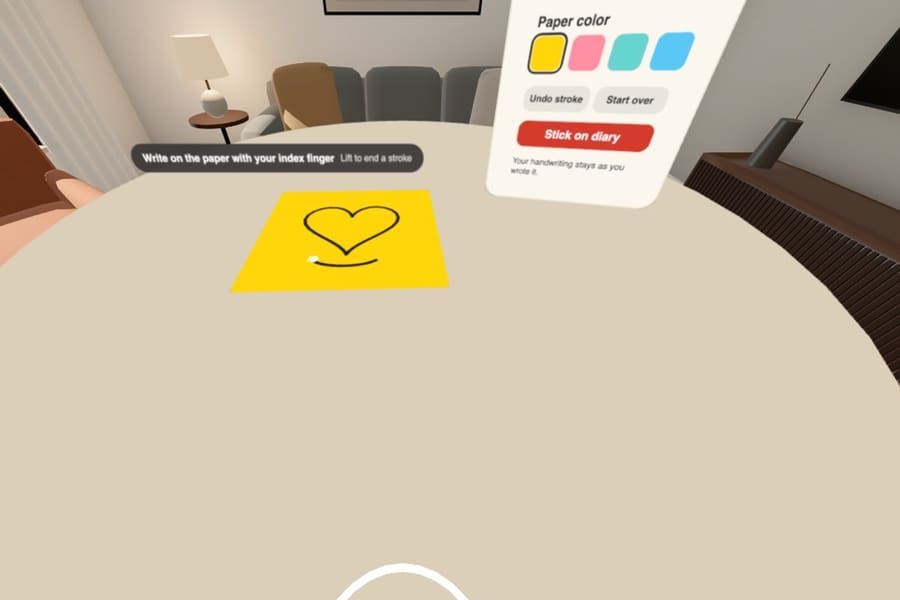 Paper color
Undo stroke Start over
Stick on diary
Write on the paper with your index finger Lift to end a stroke
Your handwriting stays as you
wrote it.